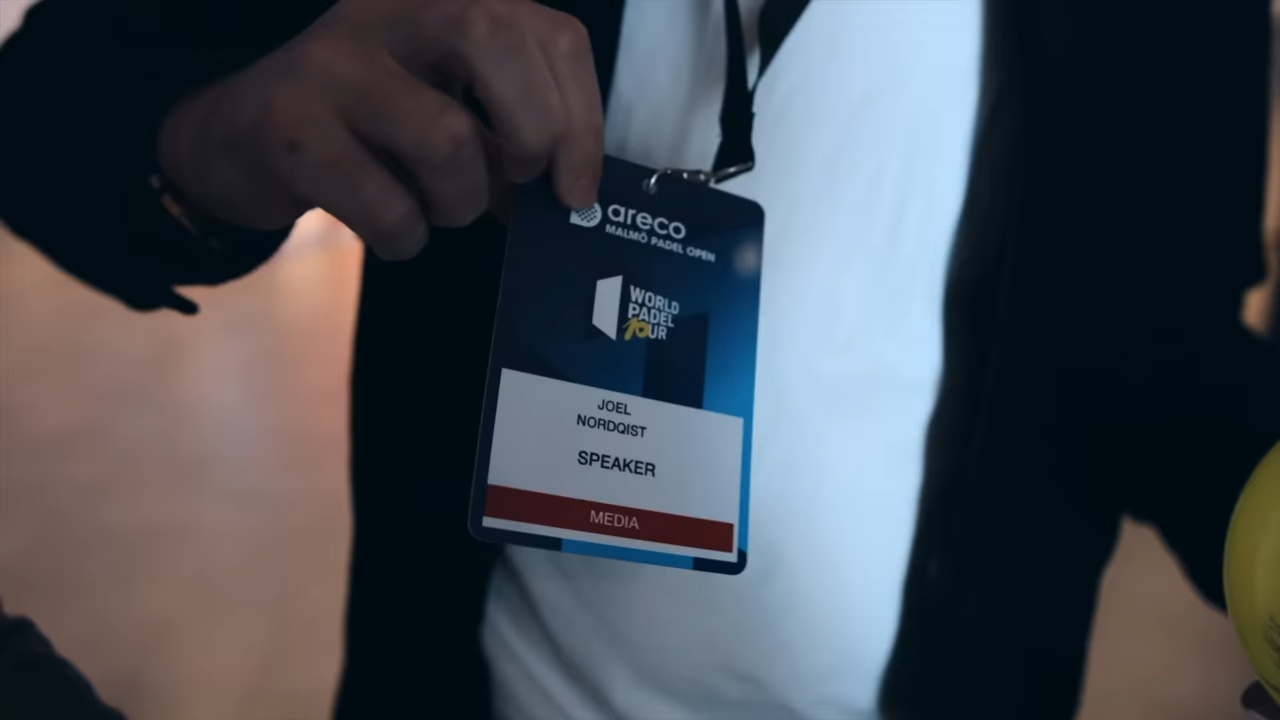 areco
MALMÖ PADEL OPEN
WORLD
PADEL
TOUR
JOEL
NORDQIST
SPEAKER
MEDIA